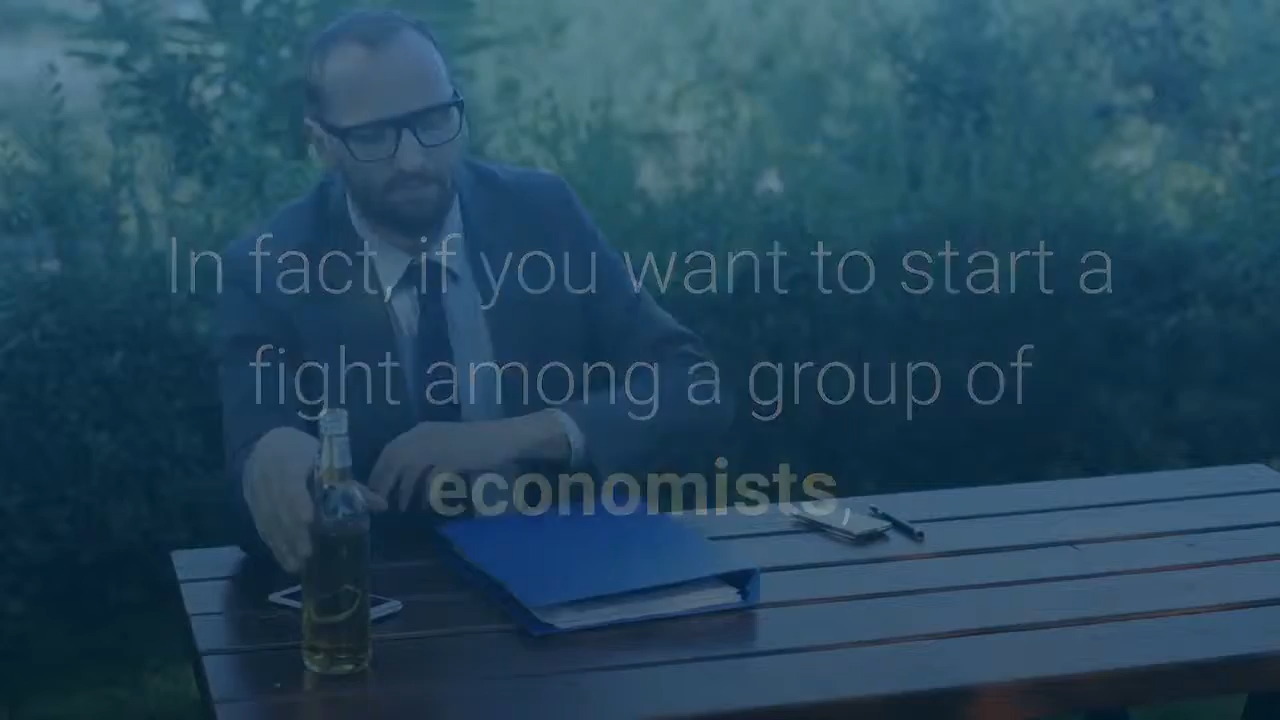 In fact, if you want to start a
fight among a group of
economists,